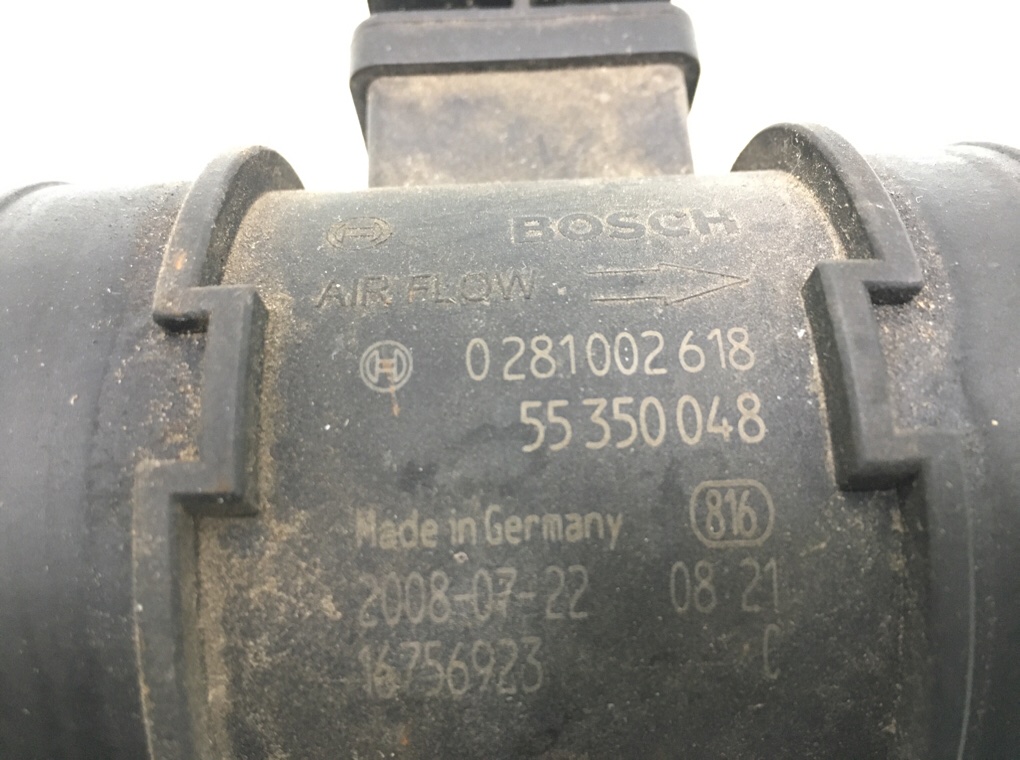 BOSCH
AIR FLOW
0 281 002 618
55 350 048
Made in Germany 816
2008-07-22 08 21
16756923 C